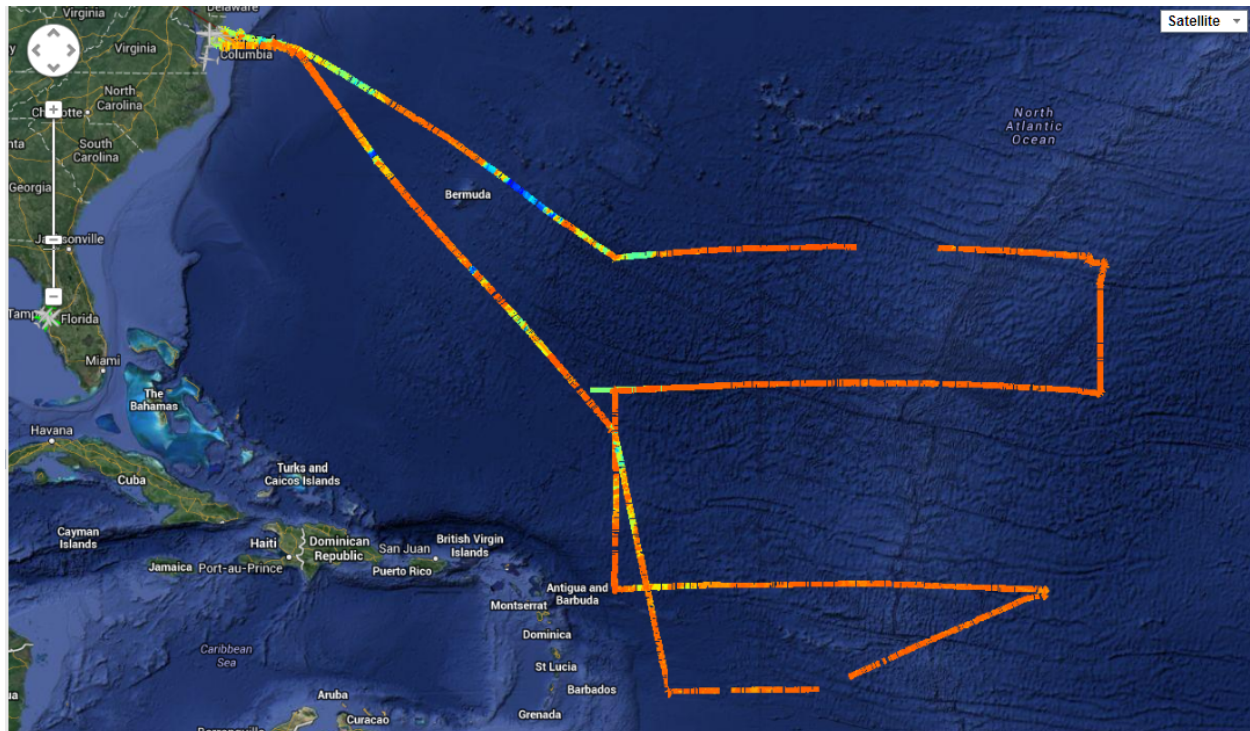 Delaware
Virginia
Satellite
Virginia
Columbia
North
Carolina
South
Carolina
Georgia
North
Atlantic
Ocean
Bermuda
Florida
Miami
The
Bahamas
Havana
Turks and
Caicos Islands
Cuba
Cayman
Islands
Haiti
Dominican
Republic
San Juan
British Virgin
Islands
Jamaica
Port-au-Prince
Puerto Rico
Antigua and
Barbuda
Montserrat
Dominica
Caribbean
Sea
St Lucia
Aruba
Barbados
Curacao
Grenada